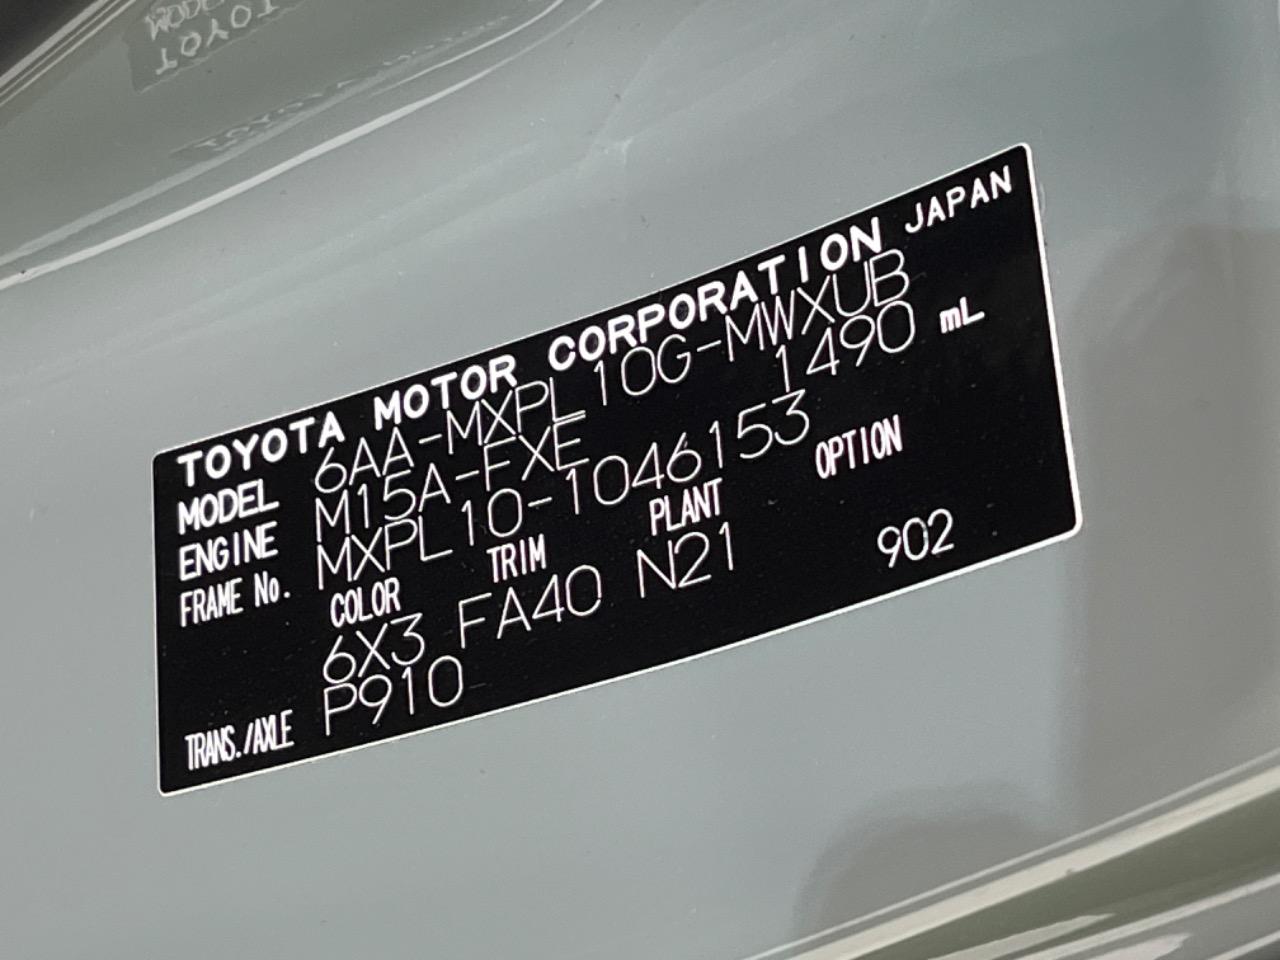 TOYOTA MOTOR CORPORATION JAPAN
MODEL 6AA-MXPL10G-MWXUB
ENGINE M15A-FXE 1490 mL
FRAME No. MXPL10-1046153
COLOR TRIM PLANT OPTION
6X3 FA40 N21 902
TRANS./AXLE P910